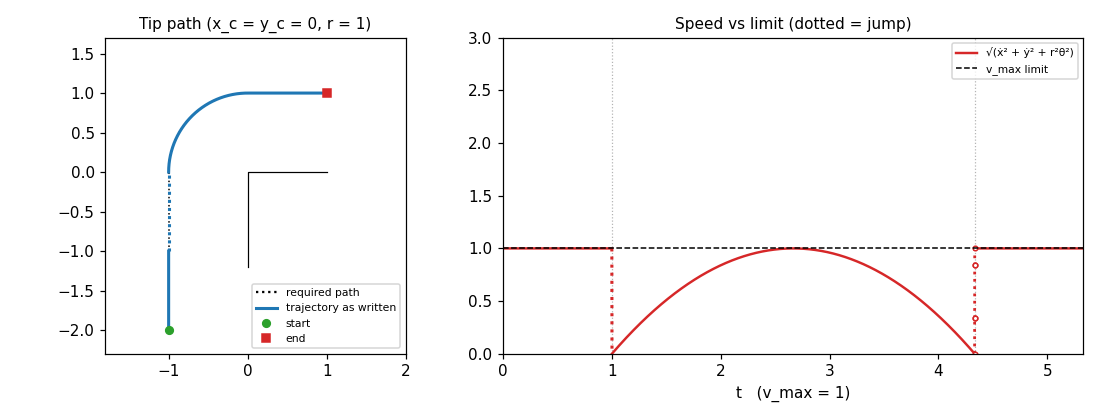 Tip path (x_c = y_c = 0, r = 1)
1.5
1.0
0.5
0.0
−0.5
−1.0
−1.5
−2.0
−1
0
1
2
required path
trajectory as written
start
end
Speed vs limit (dotted = jump)
3.0
2.5
2.0
1.5
1.0
0.5
0.0
0
1
2
3
4
5
t (v_max = 1)
√(ẋ² + ẏ² + r²θ̇²)
v_max limit